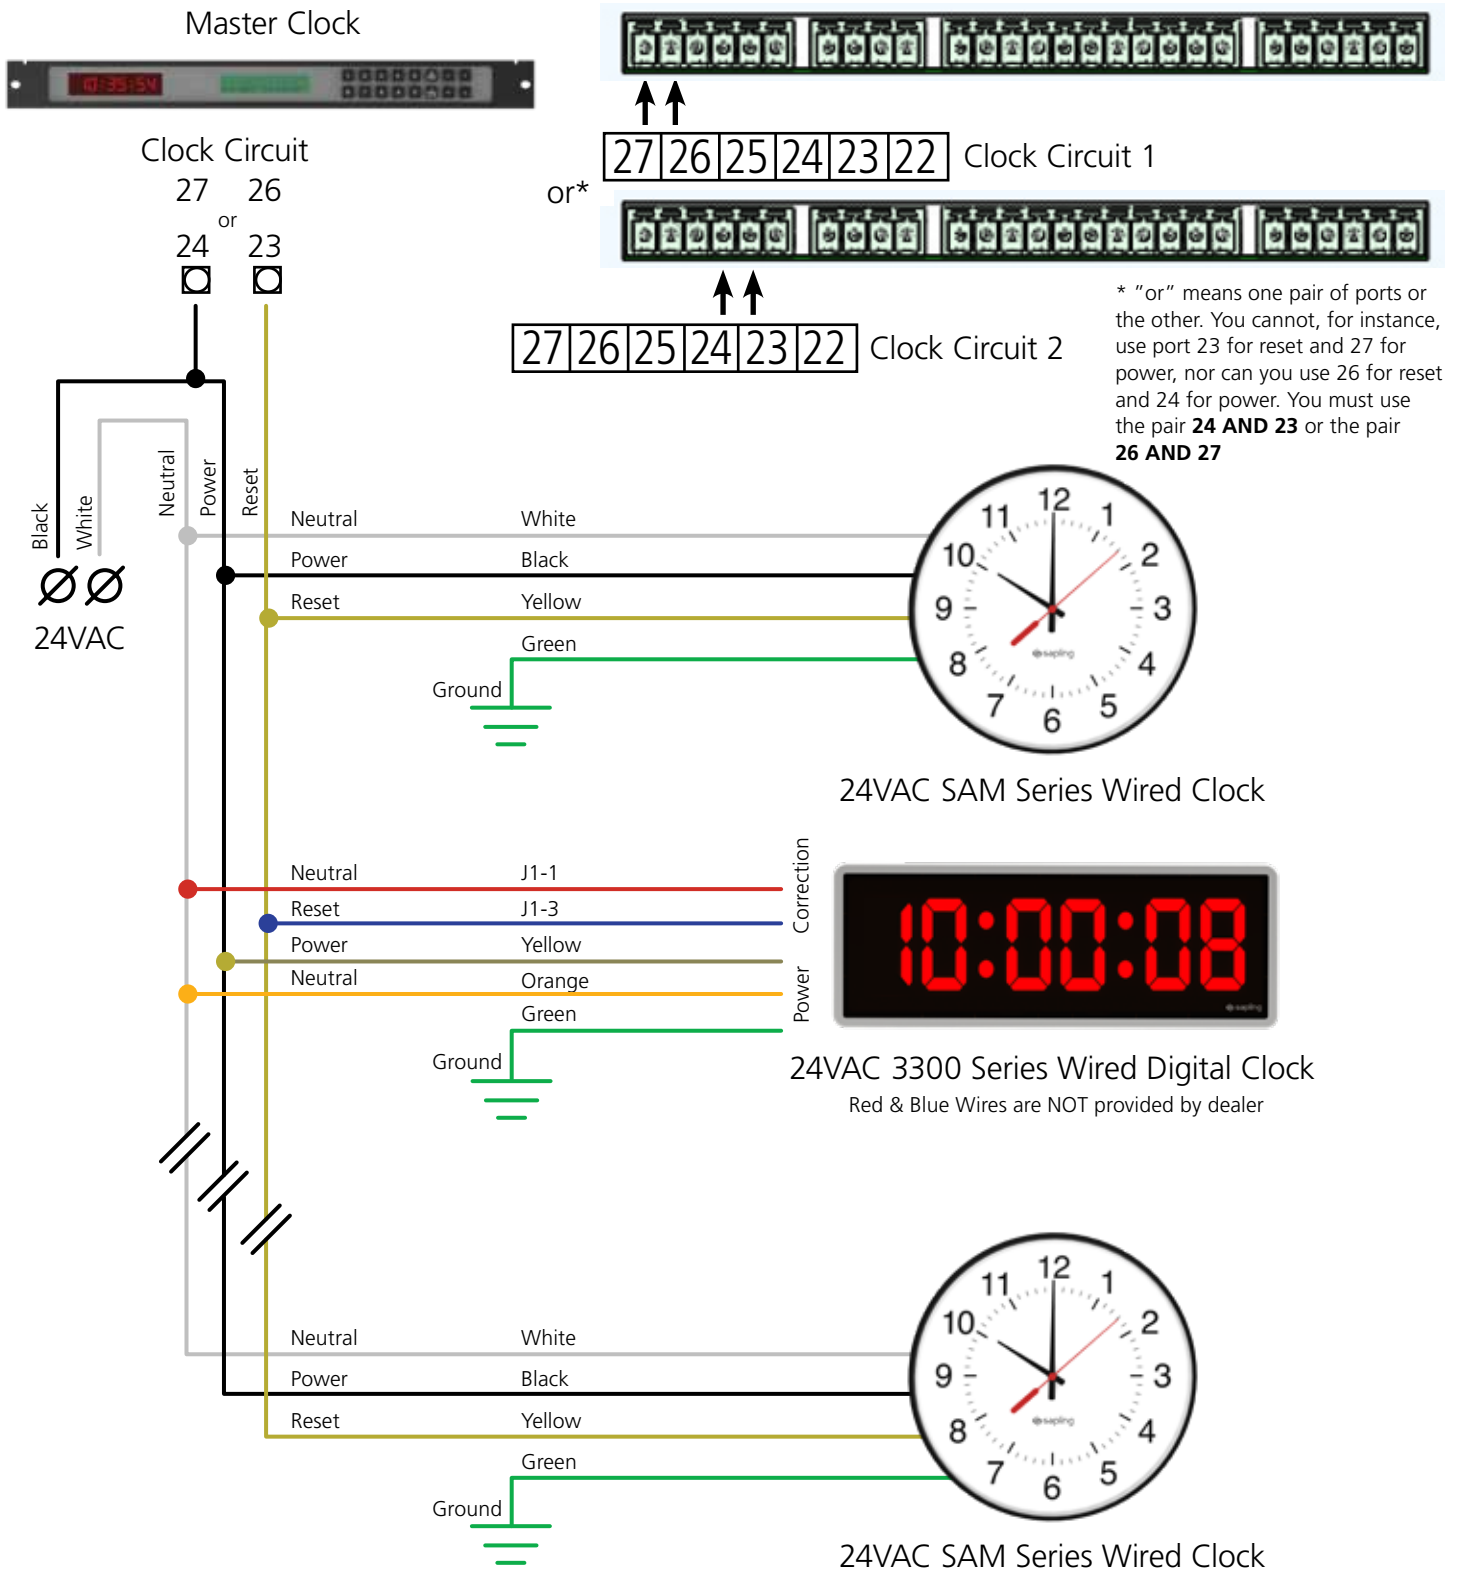 Master Clock
10:35:54
Clock Circuit
27 26
or
24 23
27 26 25 24 23 22 Clock Circuit 1
or*
27 26 25 24 23 22 Clock Circuit 2
* "or" means one pair of ports or
the other. You cannot, for instance,
use port 23 for reset and 27 for
power, nor can you use 26 for reset
and 24 for power. You must use
the pair 24 AND 23 or the pair
26 AND 27
Black
White
Neutral
Power
Reset
24VAC
Neutral White
Power Black
Reset Yellow
Green
Ground
12
1
2
3
4
5
6
7
8
9
10
11
sapling
24VAC SAM Series Wired Clock
Neutral J1-1
Reset J1-3
Power Yellow
Neutral Orange
Green
Ground
Correction
Power
10:00:08
sapling
24VAC 3300 Series Wired Digital Clock
Red & Blue Wires are NOT provided by dealer
Neutral White
Power Black
Reset Yellow
Green
Ground
12
1
2
3
4
5
6
7
8
9
10
11
sapling
24VAC SAM Series Wired Clock